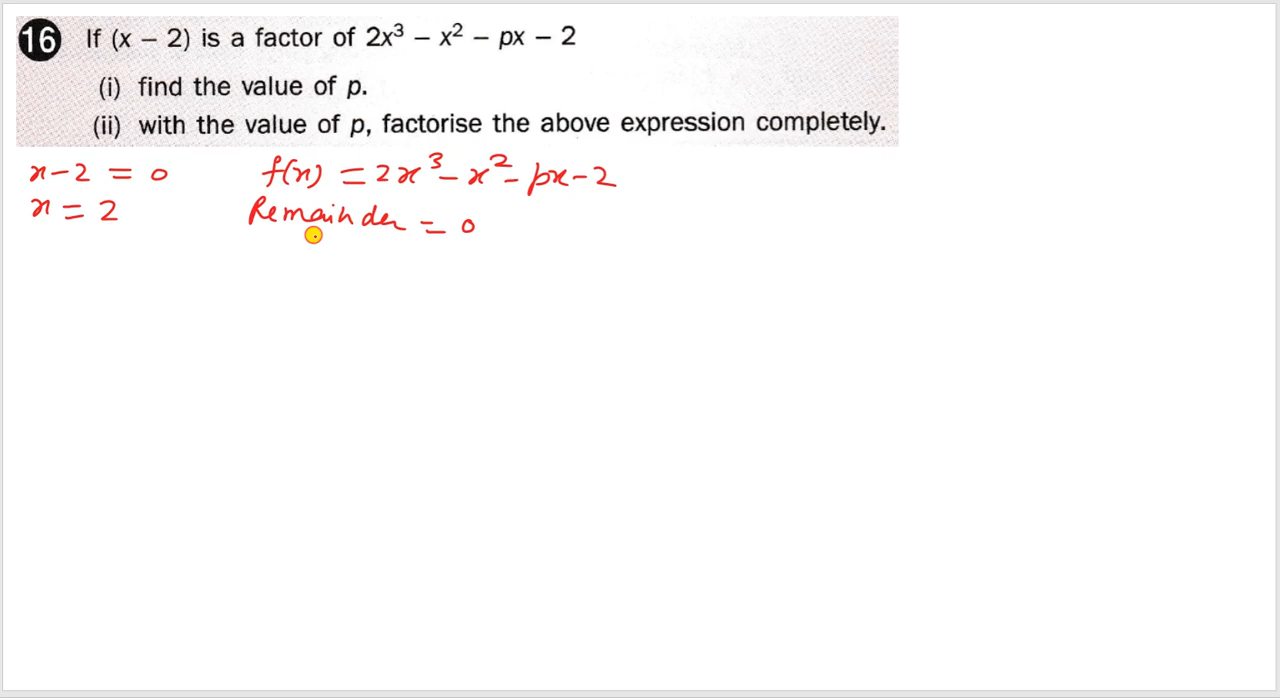 16 If (x – 2) is a factor of 2x³ – x² – px – 2
(i) find the value of p.
(ii) with the value of p, factorise the above expression completely.
x-2 = 0
f(x) = 2x³-x²-px-2
x = 2
Remainder = 0